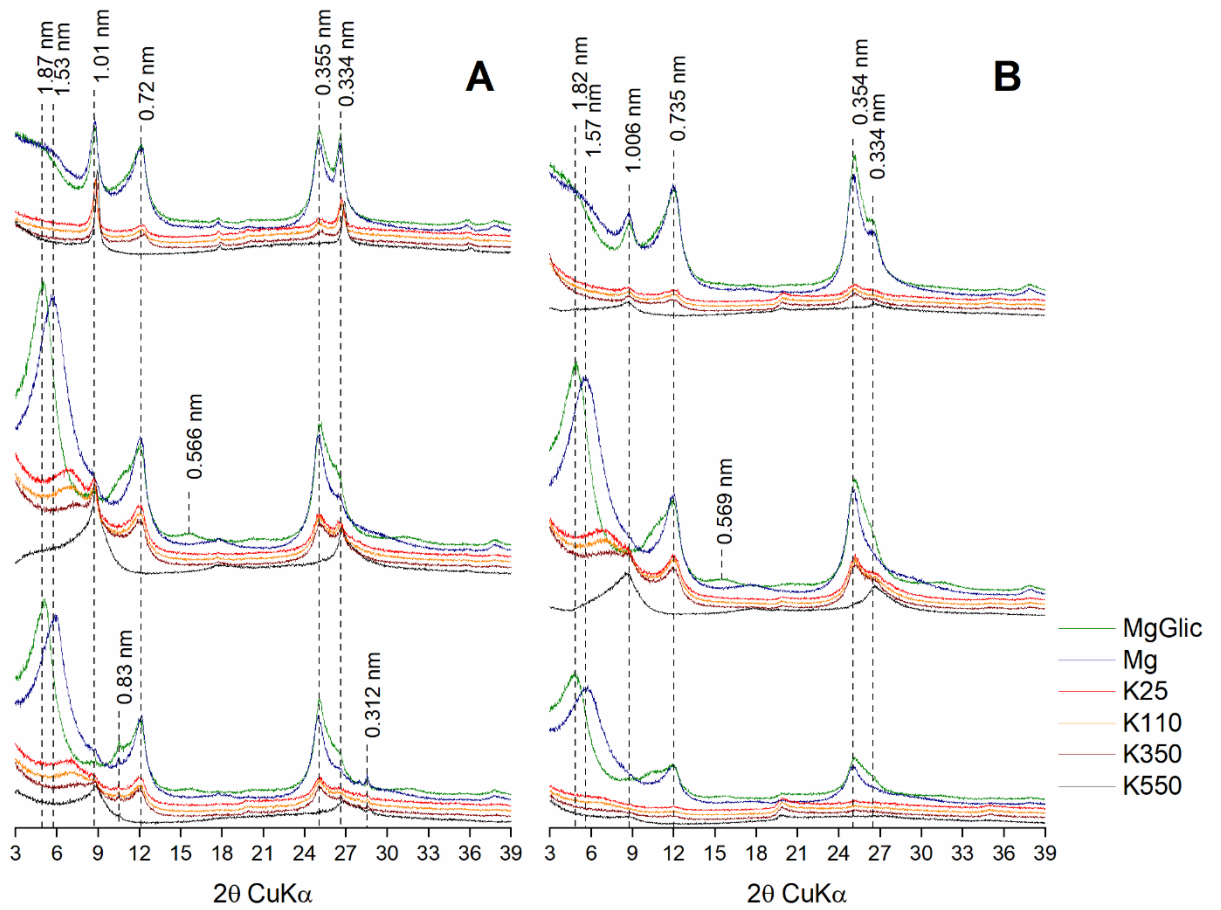 A
1.87 nm
1.53 nm
1.01 nm
0.72 nm
0.355 nm
0.334 nm
0.566 nm
0.83 nm
0.312 nm
3 6 9 12 15 18 21 24 27 30 33 36 39
2θ CuKα
B
1.82 nm
1.57 nm
1.006 nm
0.735 nm
0.354 nm
0.334 nm
0.569 nm
3 6 9 12 15 18 21 24 27 30 33 36 39
2θ CuKα
MgGlic
Mg
K25
K110
K350
K550